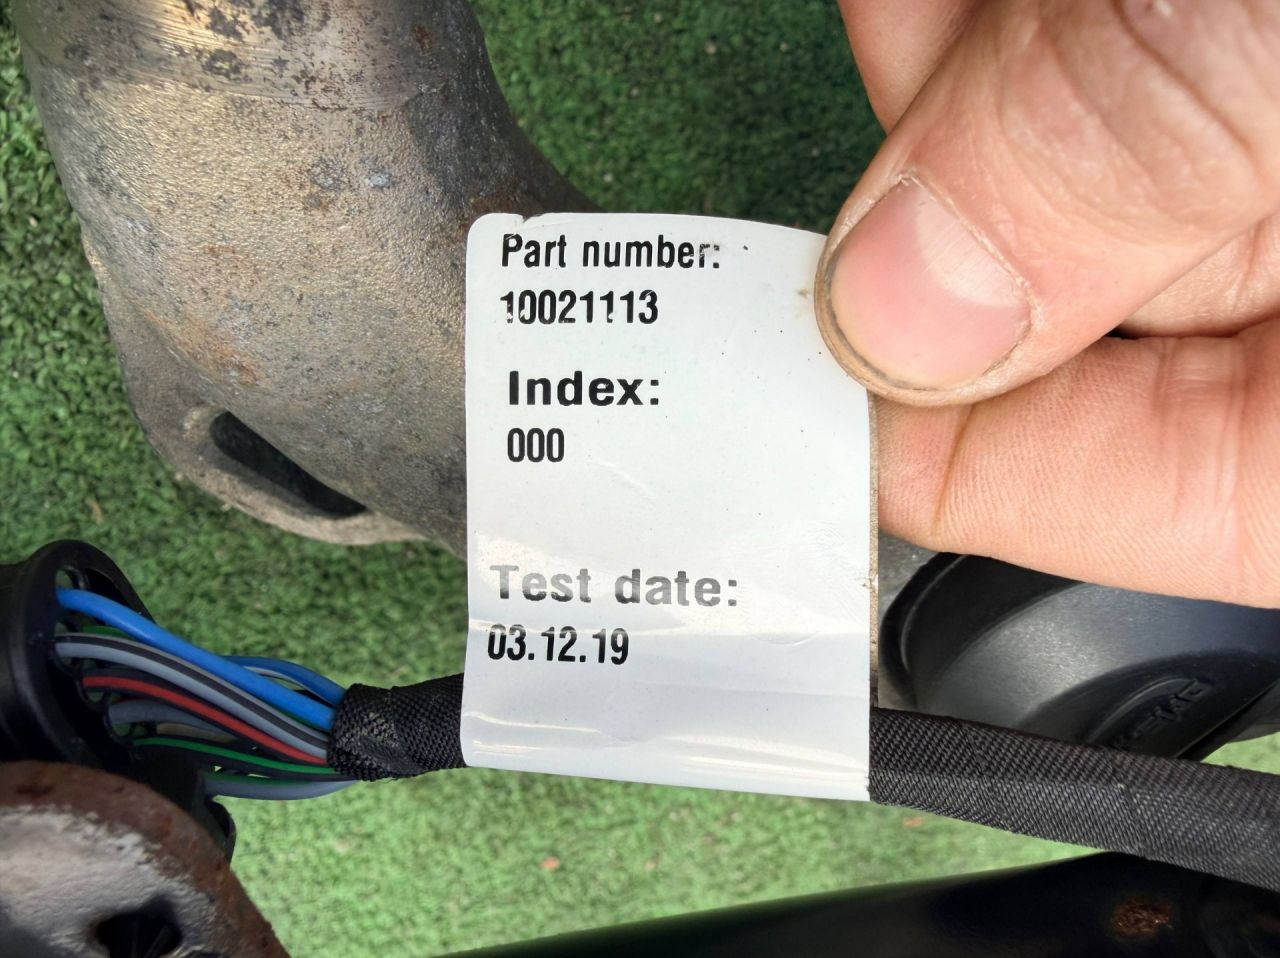 Part number:
10021113
Index:
000
Test date:
03.12.19